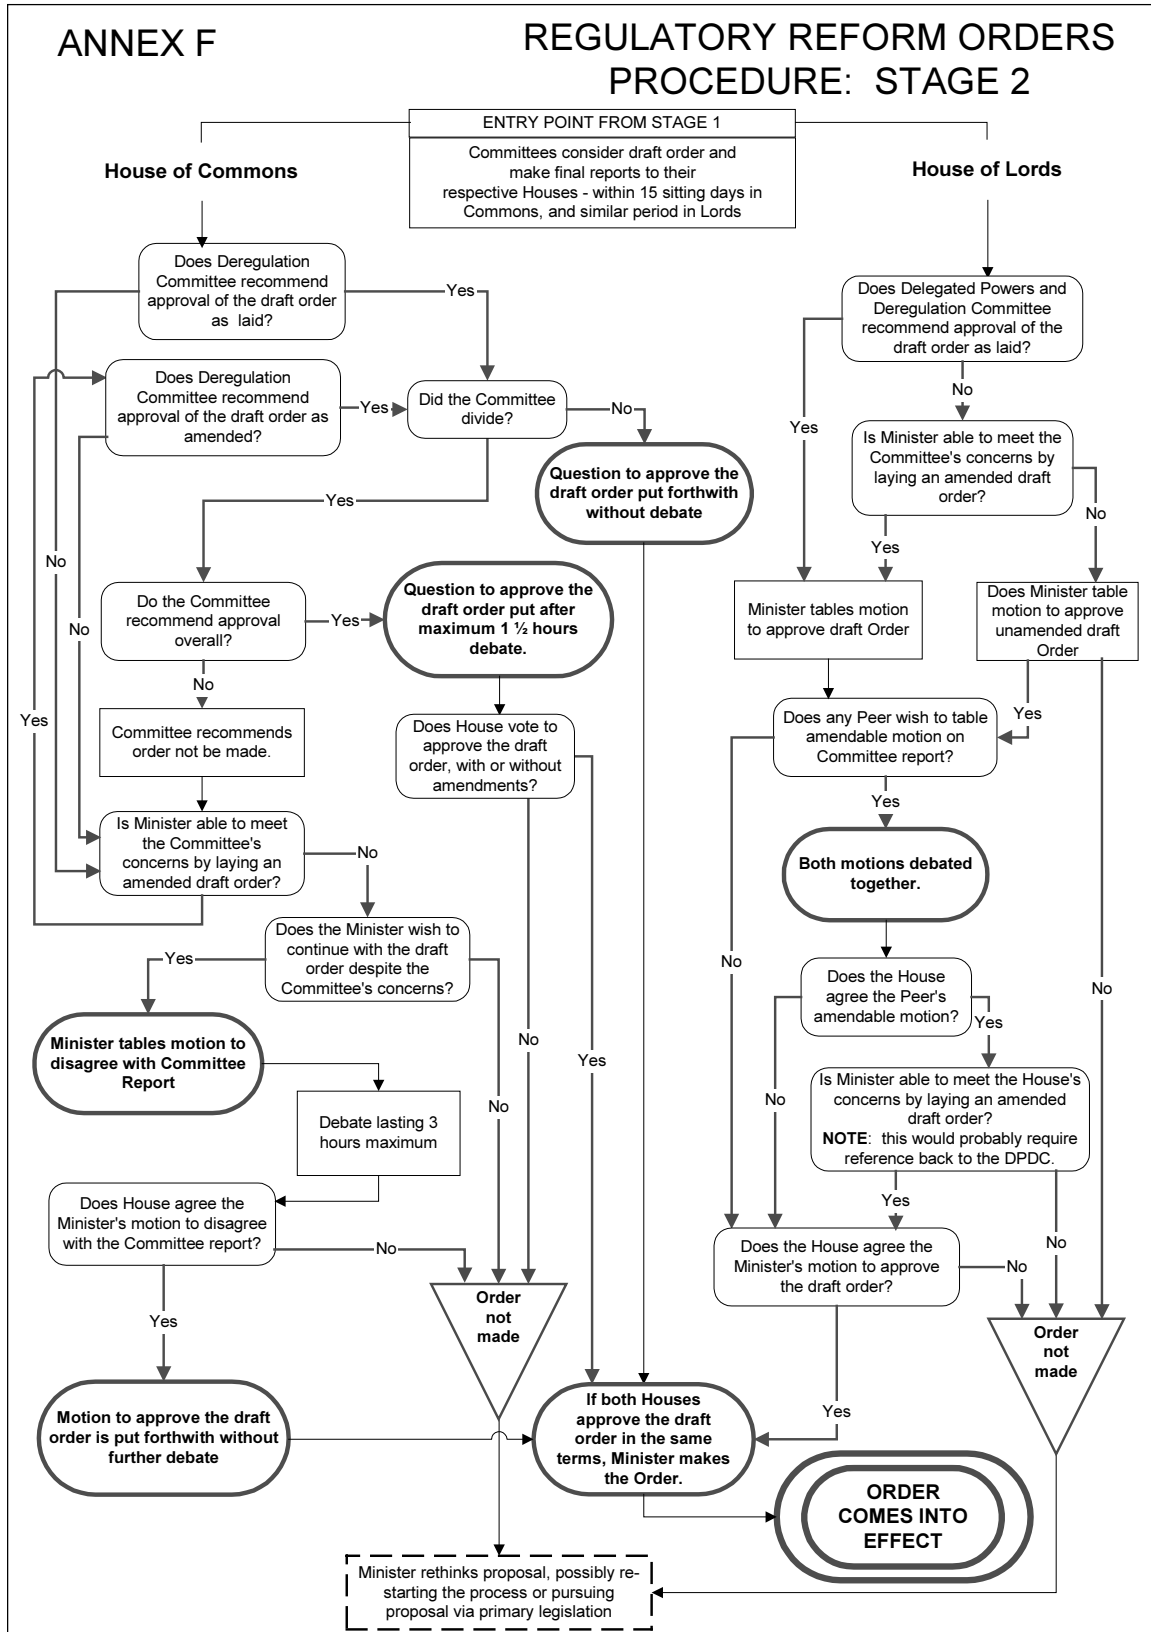 ANNEX F
REGULATORY REFORM ORDERS
PROCEDURE: STAGE 2
ENTRY POINT FROM STAGE 1
Committees consider draft order and
make final reports to their
respective Houses - within 15 sitting days in
Commons, and similar period in Lords
House of Commons
House of Lords
Does Deregulation
Committee recommend
approval of the draft order
as laid?
Yes
Does Delegated Powers and
Deregulation Committee
recommend approval of the
draft order as laid?
Does Deregulation
Committee recommend
approval of the draft order as
amended?
Yes
Did the Committee
divide?
No
No
Yes
Is Minister able to meet the
Committee's concerns by
laying an amended draft
order?
Question to approve the
draft order put forthwith
without debate
Yes
No
Yes
No
No
Question to approve the
draft order put after
maximum 1 ½ hours
debate.
Do the Committee
recommend approval
overall?
Yes
No
Minister tables motion
to approve draft Order
Does Minister table
motion to approve
unamended draft
Order
No
Yes
Yes
Committee recommends
order not be made.
Does House vote to
approve the draft
order, with or without
amendments?
Does any Peer wish to table
amendable motion on
Committee report?
Yes
Is Minister able to meet
the Committee's
concerns by laying an
amended draft order?
No
Both motions debated
together.
Does the Minister wish to
continue with the draft
order despite the
Committee's concerns?
Yes
No
Does the House
agree the Peer's
amendable motion?
No
Yes
Minister tables motion to
disagree with Committee
Report
No
Yes
Is Minister able to meet the House's
concerns by laying an amended
draft order?
NOTE: this would probably require
reference back to the DPDC.
No
No
Debate lasting 3
hours maximum
Yes
Does House agree the
Minister's motion to disagree
with the Committee report?
No
Does the House agree the
Minister's motion to approve
the draft order?
No
No
Yes
Order
not
made
Order
not
made
If both Houses
approve the draft
order in the same
terms, Minister makes
the Order.
Yes
Motion to approve the draft
order is put forthwith without
further debate
ORDER
COMES INTO
EFFECT
Minister rethinks proposal, possibly re-
starting the process or pursuing
proposal via primary legislation